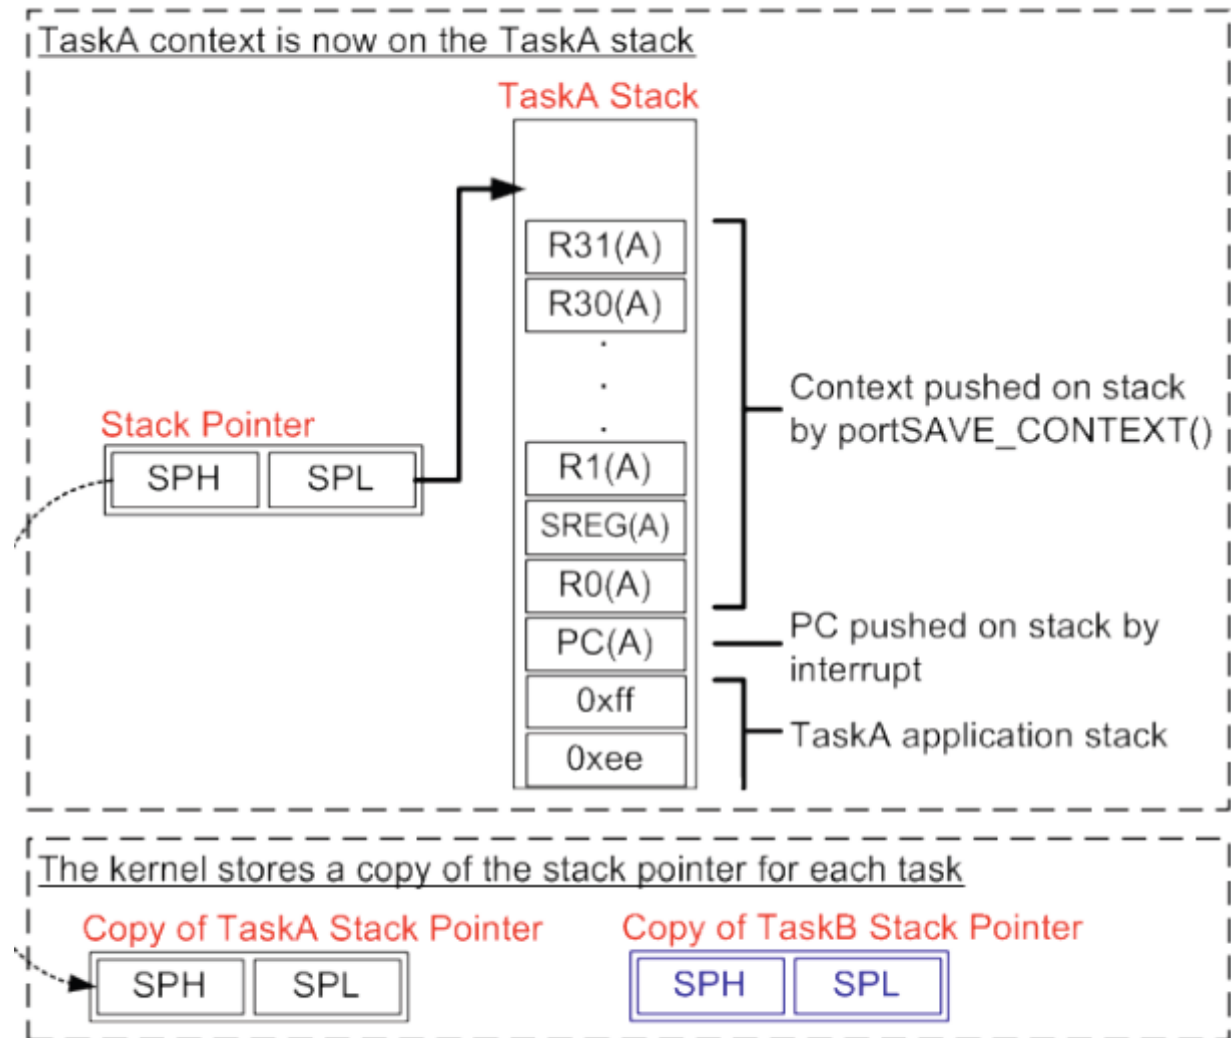 TaskA context is now on the TaskA stack
TaskA Stack
R31(A)
R30(A)
.
.
.
Context pushed on stack
by portSAVE_CONTEXT()
Stack Pointer
SPH SPL
R1(A)
SREG(A)
R0(A)
PC(A)
PC pushed on stack by
interrupt
0xff
TaskA application stack
0xee
The kernel stores a copy of the stack pointer for each task
Copy of TaskA Stack Pointer
SPH SPL
Copy of TaskB Stack Pointer
SPH SPL